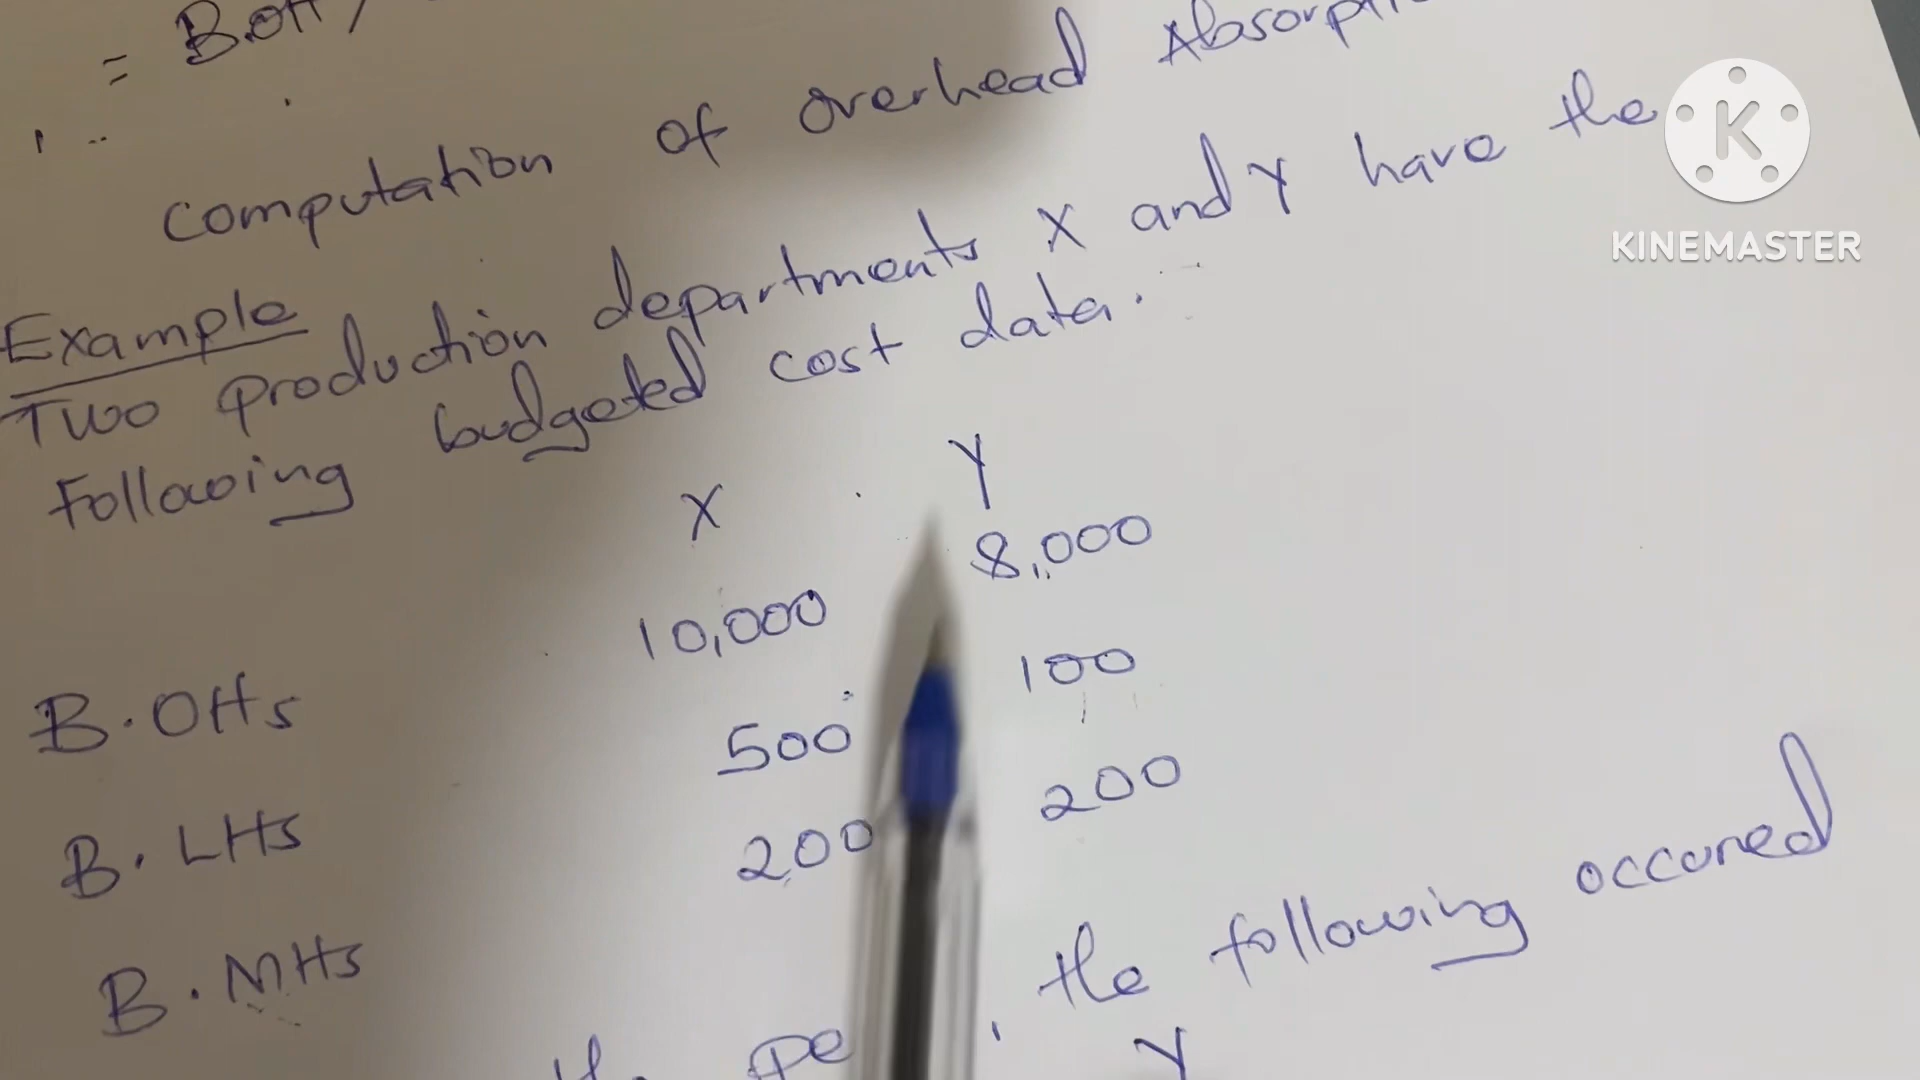 = B.OH
computation of overhead Absorpti
Example
Two production departments X and Y have the
Following budgeted cost data.
X Y
B.OHs 10,000 8,000
B. LHs 500 100
B. MHs 200 200
the following occured
Y
K
KINEMASTER